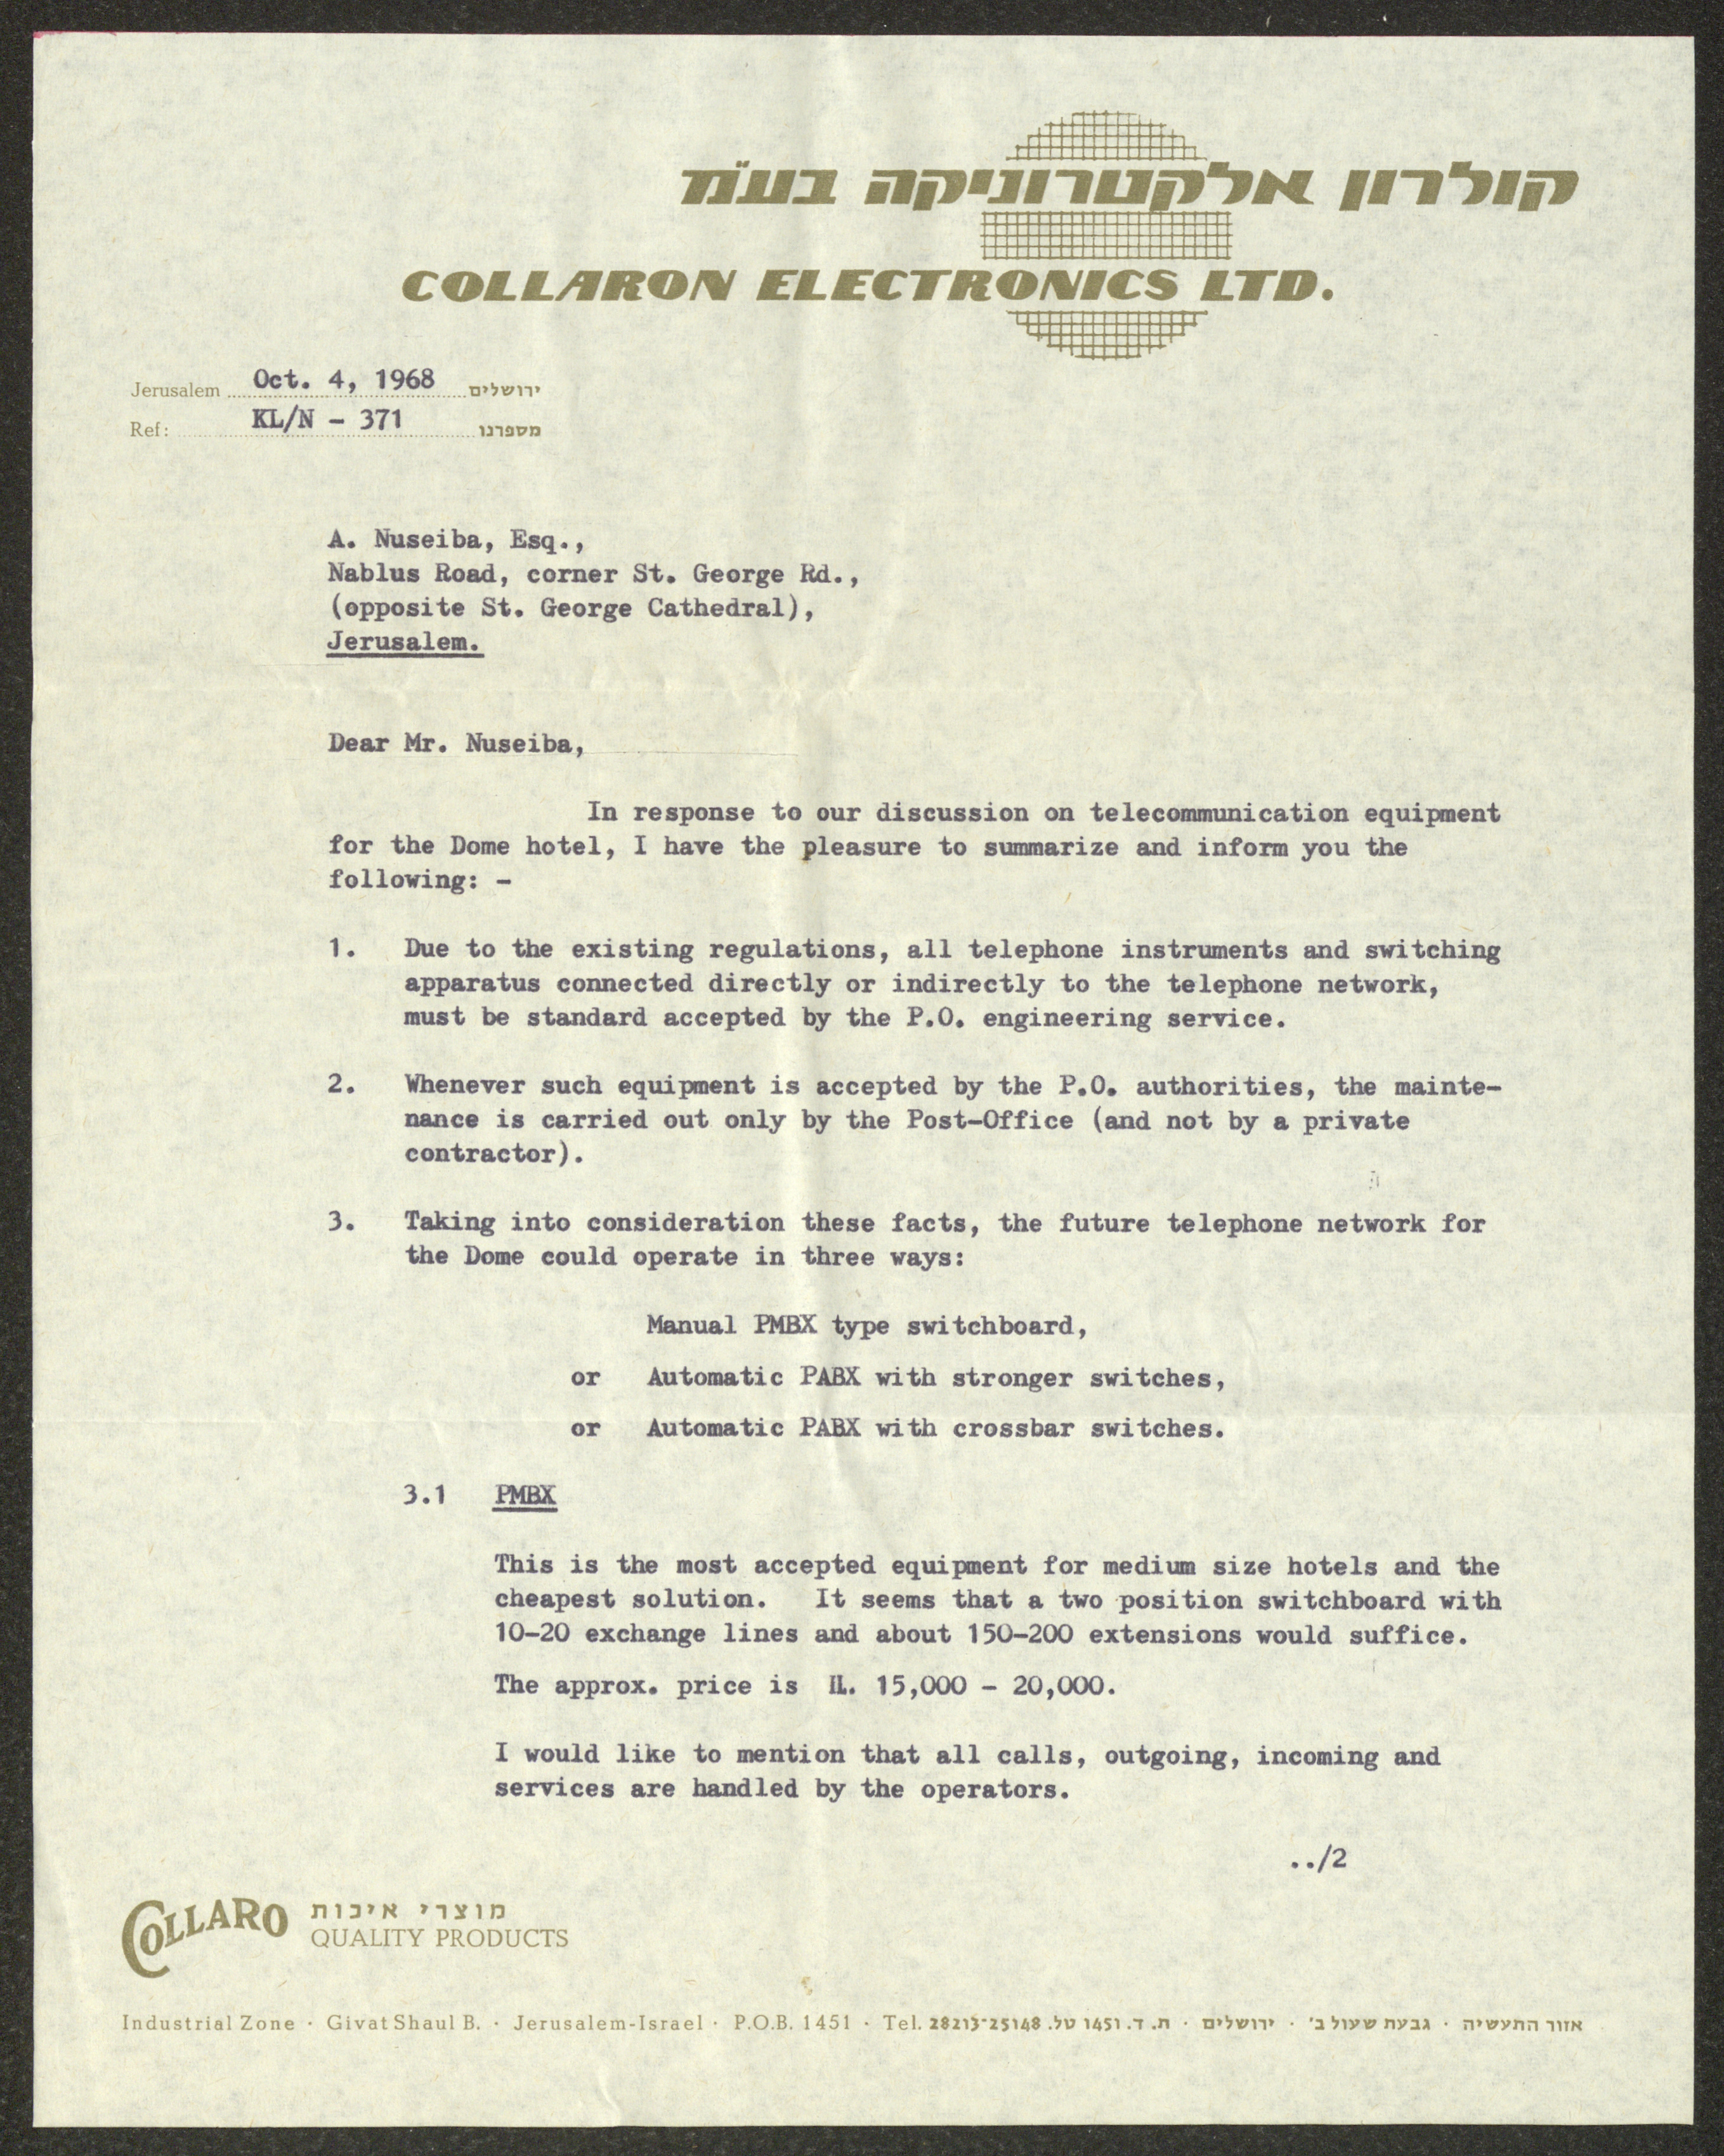 קולרון אלקטרוניקה בע"מ
COLLARON ELECTRONICS LTD.
Jerusalem Oct. 4, 1968 ירושלים
Ref: KL/N - 371 מספרנו
A. Nuseiba, Esq.,
Nablus Road, corner St. George Rd.,
(opposite St. George Cathedral),
Jerusalem.
Dear Mr. Nuseiba,
In response to our discussion on telecommunication equipment
for the Dome hotel, I have the pleasure to summarize and inform you the
following: -
1. Due to the existing regulations, all telephone instruments and switching
apparatus connected directly or indirectly to the telephone network,
must be standard accepted by the P.O. engineering service.
2. Whenever such equipment is accepted by the P.O. authorities, the mainte-
nance is carried out only by the Post-Office (and not by a private
contractor).
3. Taking into consideration these facts, the future telephone network for
the Dome could operate in three ways:
Manual PMBX type switchboard,
or Automatic PABX with stronger switches,
or Automatic PABX with crossbar switches.
3.1 PMBX
This is the most accepted equipment for medium size hotels and the
cheapest solution. It seems that a two position switchboard with
10-20 exchange lines and about 150-200 extensions would suffice.
The approx. price is IL. 15,000 - 20,000.
I would like to mention that all calls, outgoing, incoming and
services are handled by the operators.
../2
COLLARO מוצרי איכות
QUALITY PRODUCTS
Industrial Zone · Givat Shaul B. · Jerusalem-Israel · P.O.B. 1451 · Tel. 28213-25148 .אזור התעשיה · גבעת שאול ב' · ירושלים · ת. ד. 1451 טל